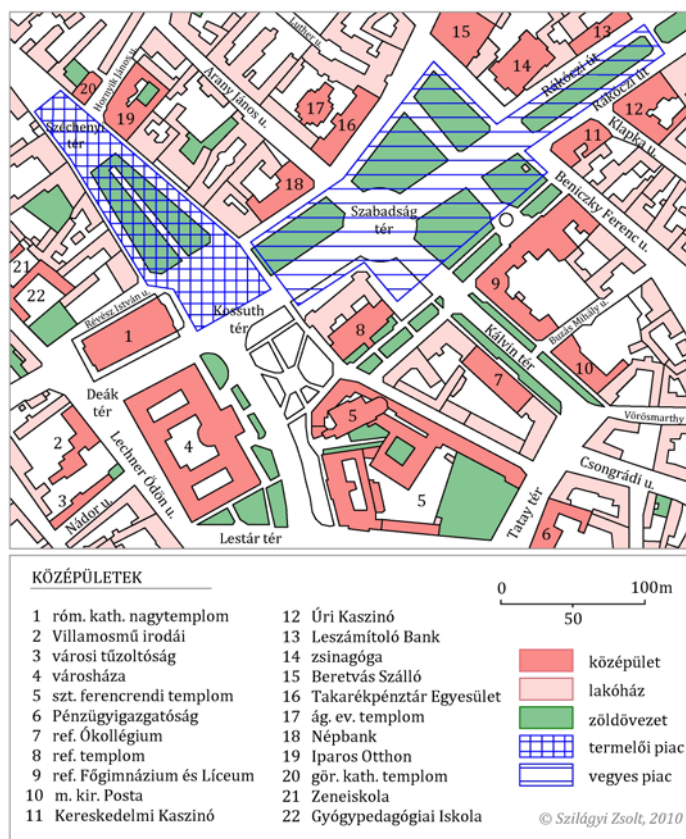 15
13
Luther u.
14
Rákóczi út
Rákóczi út
20
Hornyik János u.
Arany János u.
19
17
16
12
Klapka u.
11
Széchenyi
tér
18
Szabadság
tér
Beniczky Ferenc u.
21
22
9
Révész István u.
Kossuth
tér
1
8
Buzás Mihály u.
Kálvin tér
7
10
Deák
tér
5
Vörösmarthy
2
Lechner Ödön u.
4
Csongrádi u.
3
Nádor u.
5
Tatay tér
6
Lestár tér
KÖZÉPÜLETEK
1 róm. kath. nagytemplom
2 Villamosmű irodái
3 városi tűzoltóság
4 városháza
5 szt. ferencrendi templom
6 Pénzügyigazgatóság
7 ref. Ókollégium
8 ref. templom
9 ref. Főgimnázium és Líceum
10 m. kir. Posta
11 Kereskedelmi Kaszinó
12 Úri Kaszinó
13 Leszámítoló Bank
14 zsinagóga
15 Beretvás Szálló
16 Takarékpénztár Egyesület
17 ág. ev. templom
18 Népbank
19 Iparos Otthon
20 gör. kath. templom
21 Zeneiskola
22 Gyógypedagógiai Iskola
0 100m
50
középület
lakóház
zöldövezet
termelői piac
vegyes piac
© Szilágyi Zsolt, 2010